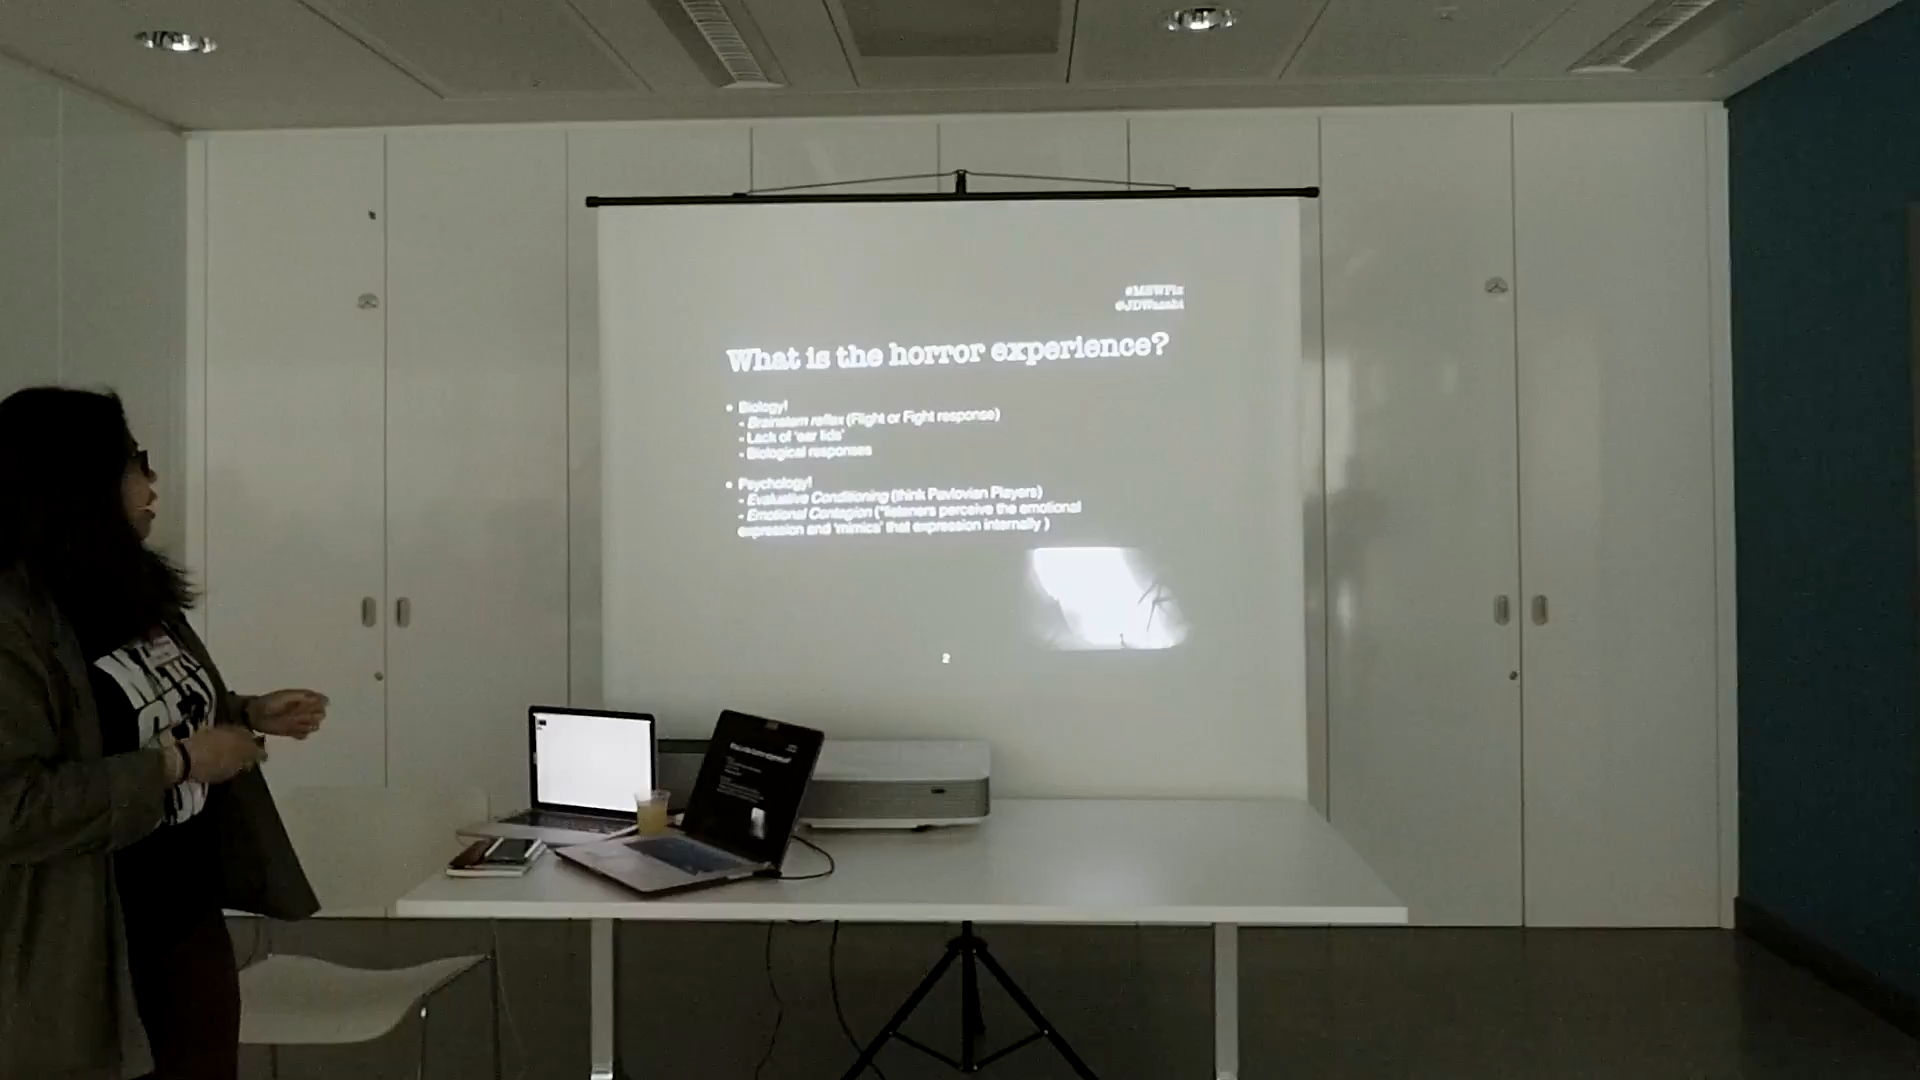 @JDWasabi
What is the horror experience?
• Biology!
- Brainstem reflex (Flight or Fight response)
- Lack of 'ear lids'
- Biological responses
• Psychology!
- Evaluative Conditioning (think Pavlovian Players)
- Emotional Contagion ("listeners perceive the emotional
expression and 'mimics' that expression internally )
2